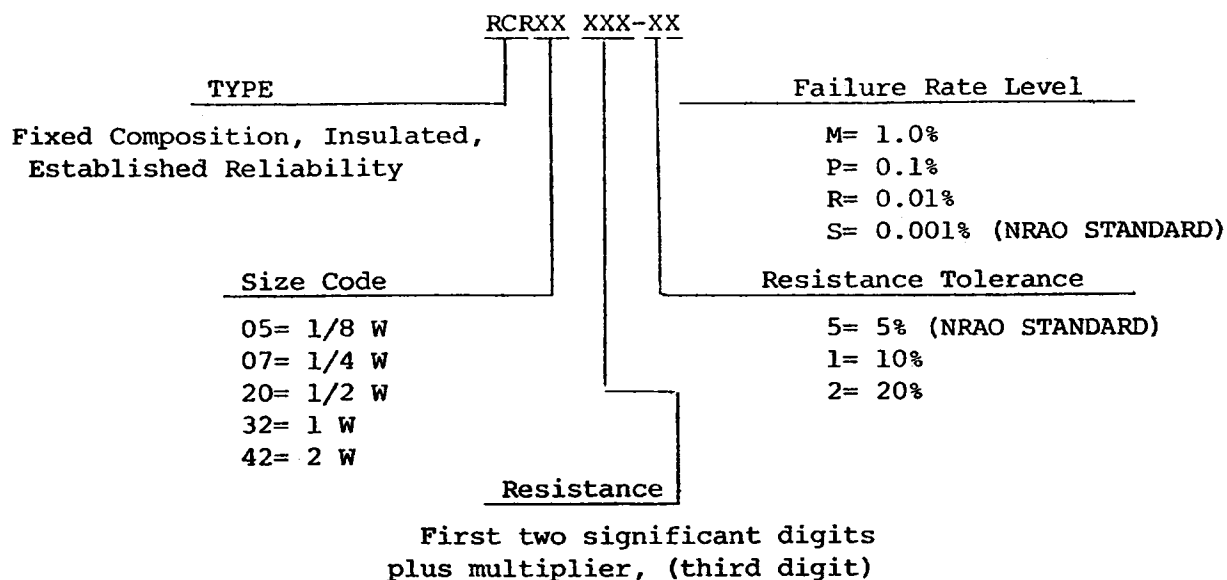 RCRXX XXX-XX
TYPE
Fixed Composition, Insulated,
Established Reliability
Failure Rate Level
M= 1.0%
P= 0.1%
R= 0.01%
S= 0.001% (NRAO STANDARD)
Size Code
05= 1/8 W
07= 1/4 W
20= 1/2 W
32= 1 W
42= 2 W
Resistance Tolerance
5= 5% (NRAO STANDARD)
1= 10%
2= 20%
Resistance
First two significant digits
plus multiplier, (third digit)